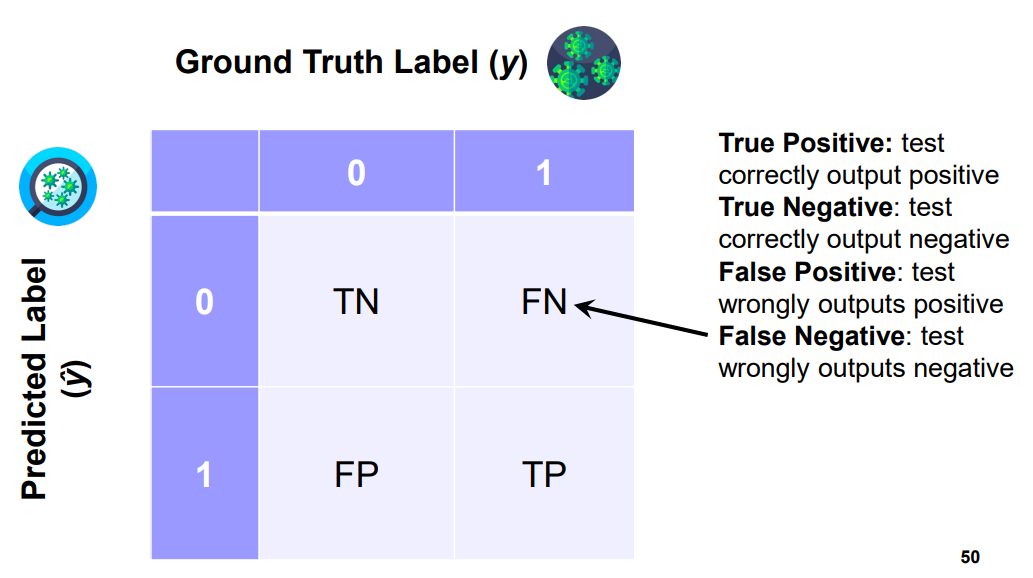 Ground Truth Label (y)
Predicted Label
(ŷ)
0 1
0 TN FN
1 FP TP
True Positive: test
correctly output positive
True Negative: test
correctly output negative
False Positive: test
wrongly outputs positive
False Negative: test
wrongly outputs negative
50